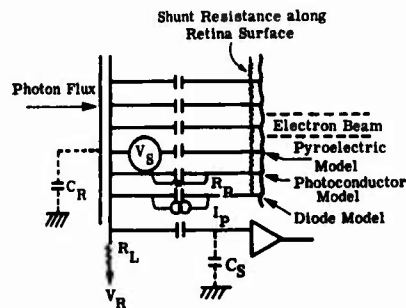 Shunt Resistance along
Retina Surface
Photon Flux
Electron Beam
V_S
Pyroelectric
Model
C_R
R_R
Photoconductor
Model
I_P
Diode Model
R_L
C_S
V_R